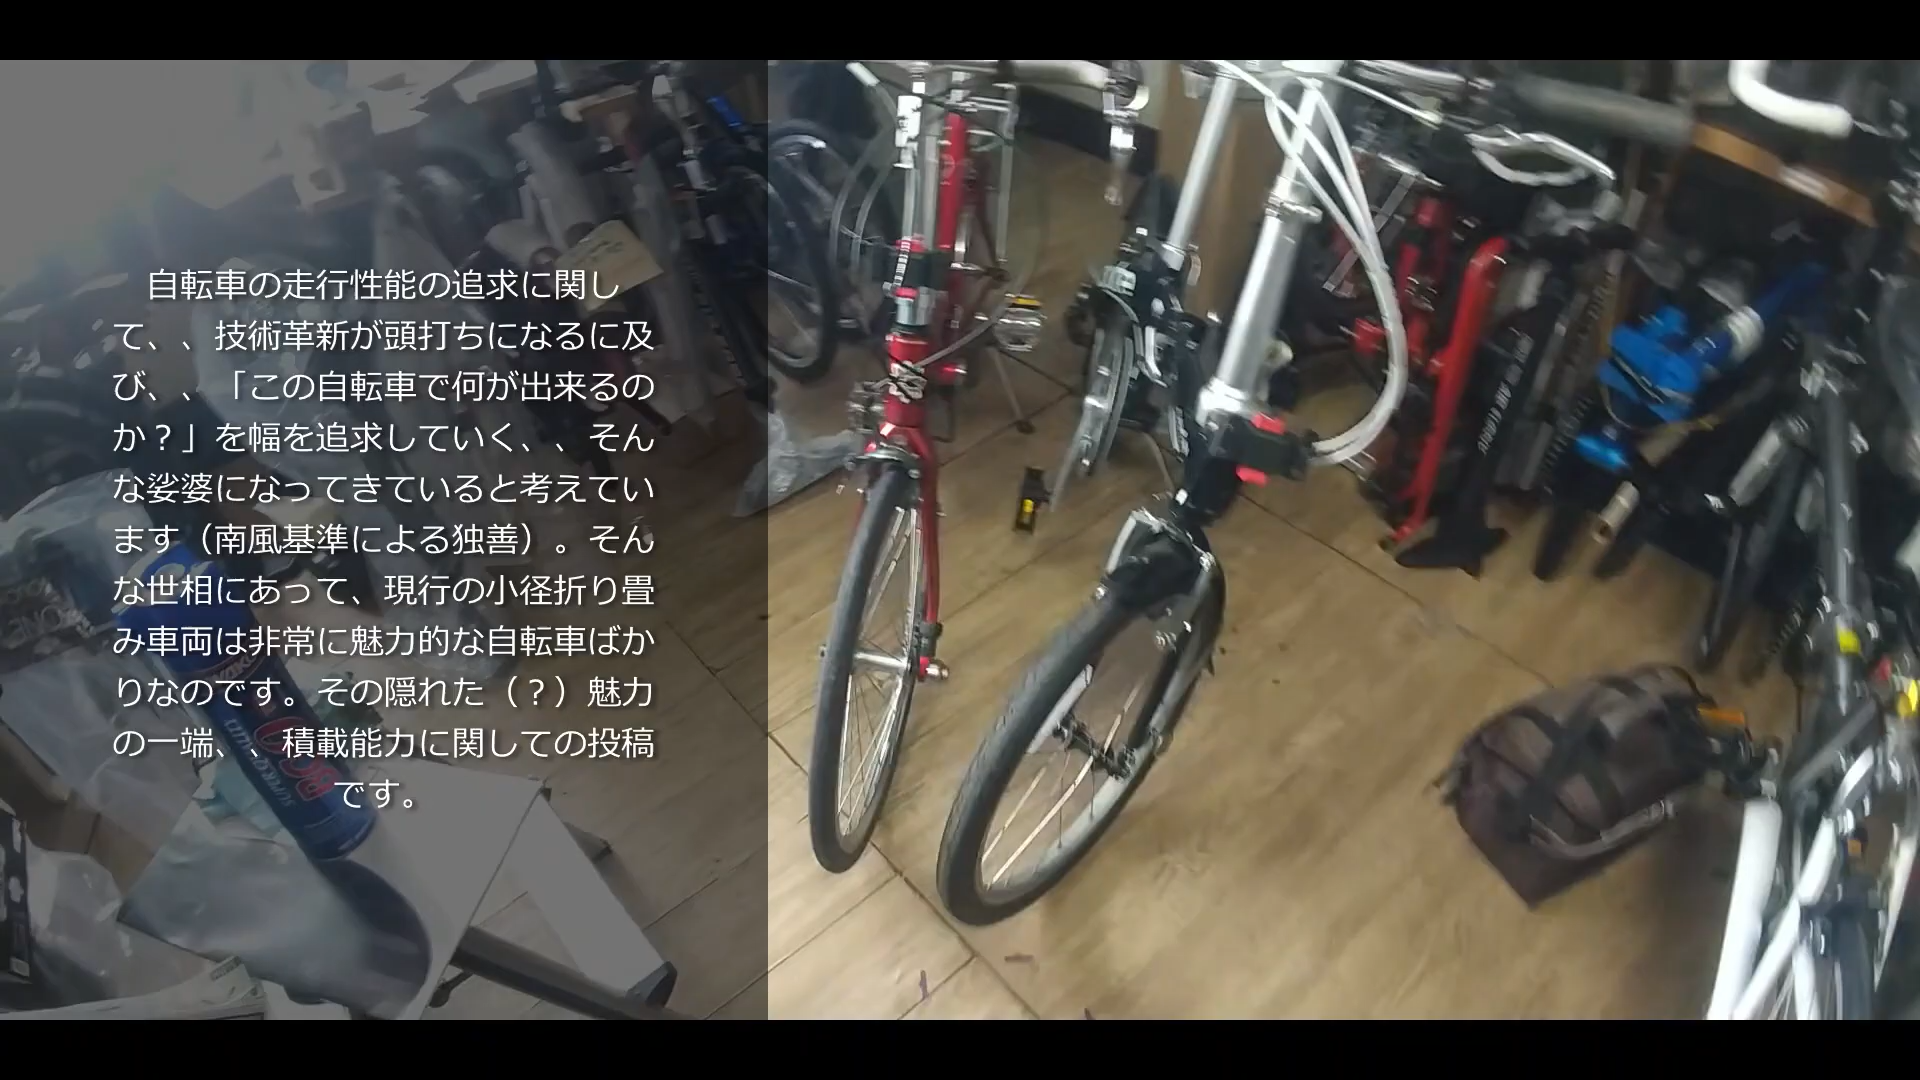 自転車の走行性能の追求に関し
て、、技術革新が頭打ちになるに及
び、、「この自転車で何が出来るの
か？」を幅を追求していく、、そん
な娑婆になってきていると考えてい
ます（南風基準による独善）。そん
な世相にあって、現行の小径折り畳
み車両は非常に魅力的な自転車ばか
りなのです。その隠れた（？）魅力
の一端、、積載能力に関しての投稿
です。